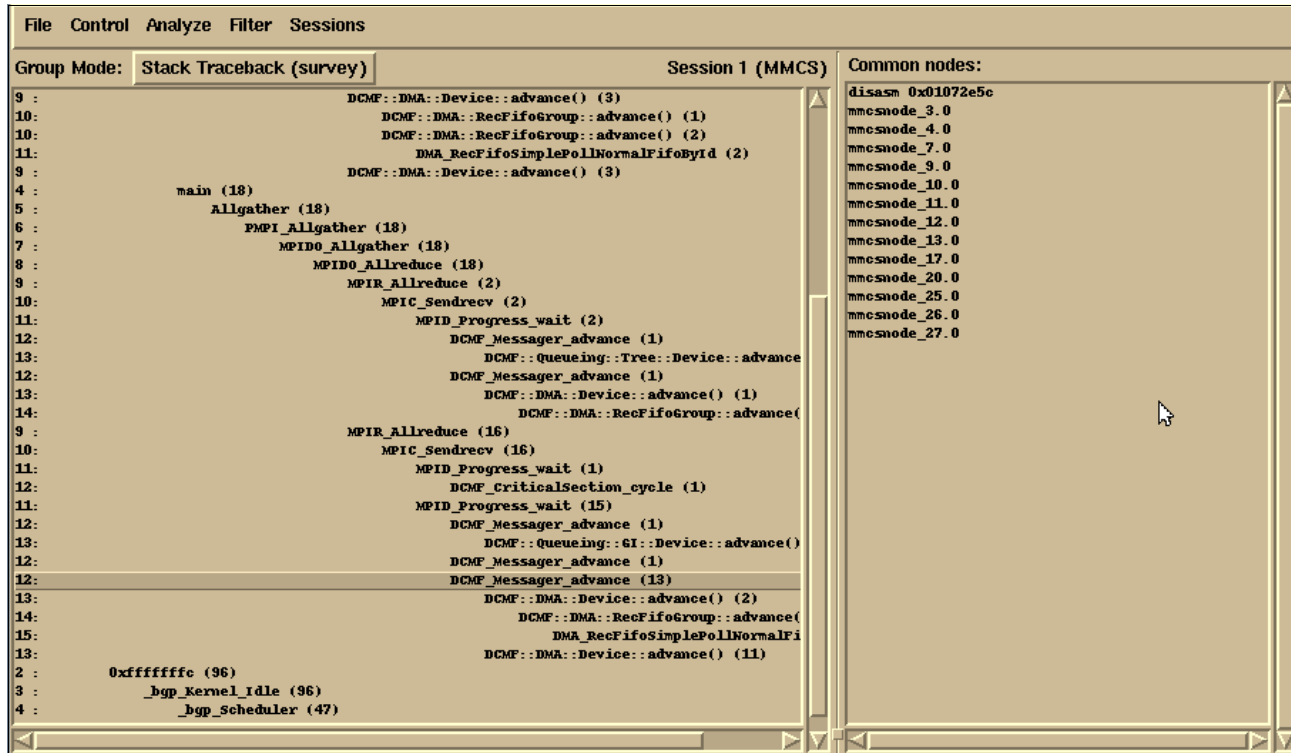 File Control Analyze Filter Sessions
Group Mode: Stack Traceback (survey) Session 1 (MMCS)
9 : DCMF::DMA::Device::advance() (3)
10: DCMF::DMA::RecFifoGroup::advance() (1)
10: DCMF::DMA::RecFifoGroup::advance() (2)
11: DMA_RecFifoSimplePollNormalFifoById (2)
9 : DCMF::DMA::Device::advance() (3)
4 : main (18)
5 : Allgather (18)
6 : PMPI_Allgather (18)
7 : MPIDO_Allgather (18)
8 : MPIDO_Allreduce (18)
9 : MPIR_Allreduce (2)
10: MPIC_Sendrecv (2)
11: MPID_Progress_wait (2)
12: DCMF_Messager_advance (1)
13: DCMF::Queueing::Tree::Device::advance
12: DCMF_Messager_advance (1)
13: DCMF::DMA::Device::advance() (1)
14: DCMF::DMA::RecFifoGroup::advance(
9 : MPIR_Allreduce (16)
10: MPIC_Sendrecv (16)
11: MPID_Progress_wait (1)
12: DCMF_CriticalSection_cycle (1)
11: MPID_Progress_wait (15)
12: DCMF_Messager_advance (1)
13: DCMF::Queueing::GI::Device::advance()
12: DCMF_Messager_advance (1)
12: DCMF_Messager_advance (13)
13: DCMF::DMA::Device::advance() (2)
14: DCMF::DMA::RecFifoGroup::advance(
15: DMA_RecFifoSimplePollNormalFi
13: DCMF::DMA::Device::advance() (11)
2 : 0xfffffffc (96)
3 : _bgp_Kernel_Idle (96)
4 : _bgp_Scheduler (47)
Common nodes:
disasm 0x01072e5c
mmcsnode_3.0
mmcsnode_4.0
mmcsnode_7.0
mmcsnode_9.0
mmcsnode_10.0
mmcsnode_11.0
mmcsnode_12.0
mmcsnode_13.0
mmcsnode_17.0
mmcsnode_20.0
mmcsnode_25.0
mmcsnode_26.0
mmcsnode_27.0